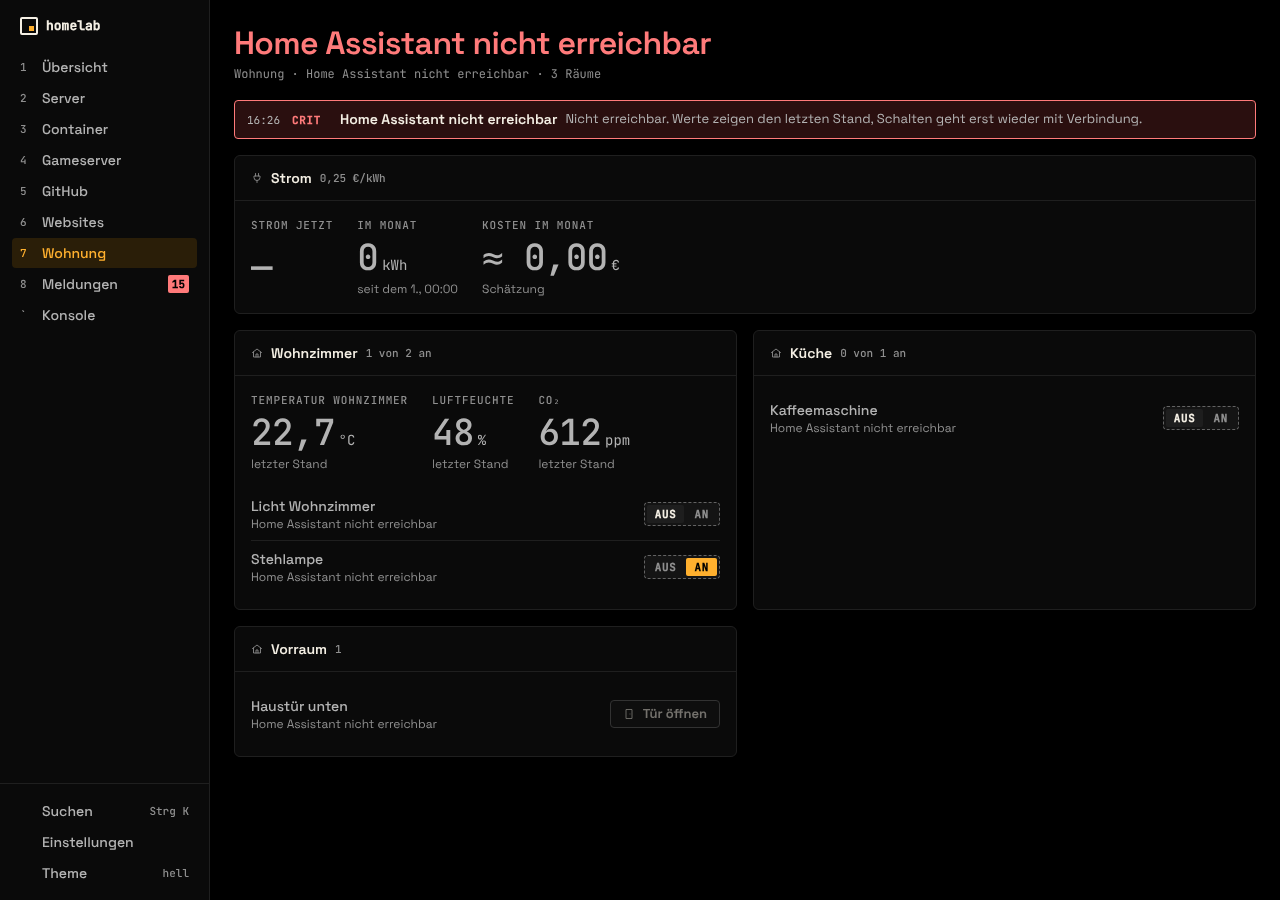 homelab
1 Übersicht
2 Server
3 Container
4 Gameserver
5 GitHub
6 Websites
7 Wohnung
8 Meldungen 15
` Konsole
Suchen Strg K
Einstellungen
Theme hell
Home Assistant nicht erreichbar
Wohnung · Home Assistant nicht erreichbar · 3 Räume
16:26 CRIT Home Assistant nicht erreichbar Nicht erreichbar. Werte zeigen den letzten Stand, Schalten geht erst wieder mit Verbindung.
Strom 0,25 €/kWh
STROM JETZT IM MONAT KOSTEN IM MONAT
– 0 kWh ≈ 0,00 €
seit dem 1., 00:00 Schätzung
Wohnzimmer 1 von 2 an
TEMPERATUR WOHNZIMMER LUFTFEUCHTE CO₂
22,7 °C 48 % 612 ppm
letzter Stand letzter Stand letzter Stand
Licht Wohnzimmer AUS AN
Home Assistant nicht erreichbar
Stehlampe AUS AN
Home Assistant nicht erreichbar
Küche 0 von 1 an
Kaffeemaschine AUS AN
Home Assistant nicht erreichbar
Vorraum 1
Haustür unten Tür öffnen
Home Assistant nicht erreichbar